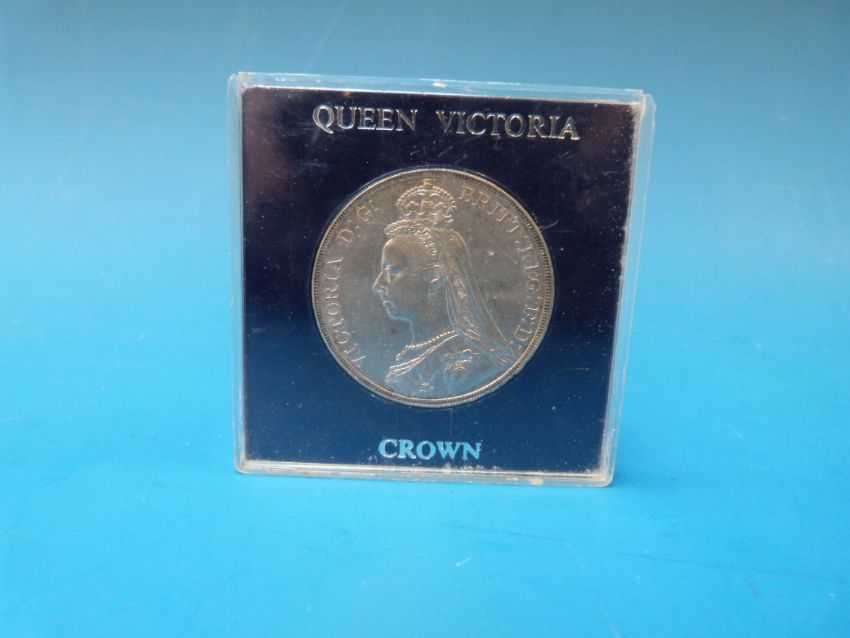 QUEEN VICTORIA
VICTORIA D:G: BRITT:REG:F:D:
CROWN